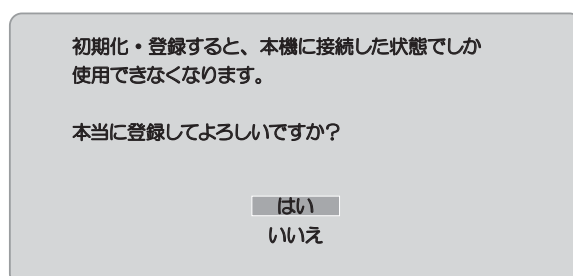 初期化・登録すると、本機に接続した状態でしか
使用できなくなります。
本当に登録してよろしいですか?
はい
いいえ